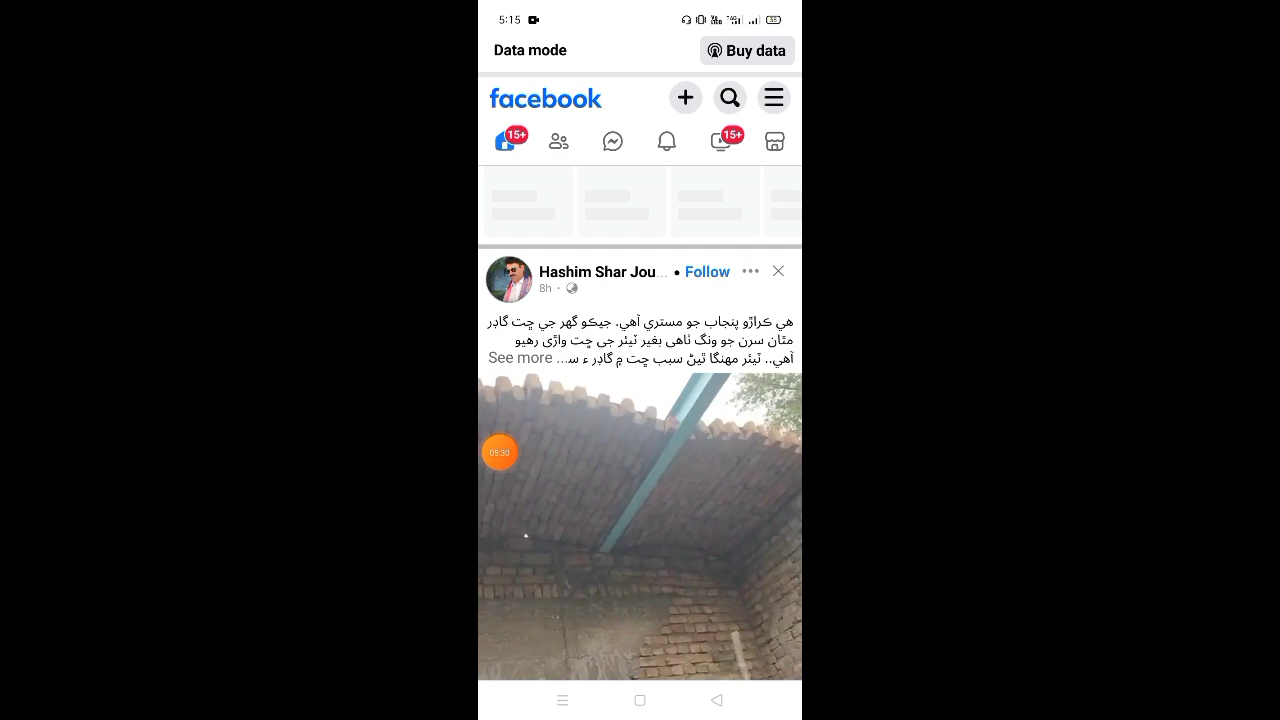 5:15
55
Data mode
Buy data
facebook
15+
15+
Hashim Shar Jou... • Follow
8h ·
هي ڪراڙو پنجاب جو مستري آهي. جيڪو گهر جي ڇت گاڊر
مٿان سرن جو ونگ ٺاهي بغير ٽيئر جي ڇت واڙي رهيو
آهي.. ٽيئر مهنگا ٿيڻ سبب ڇت ۾ گاڊر ۽ س... See more
05:30